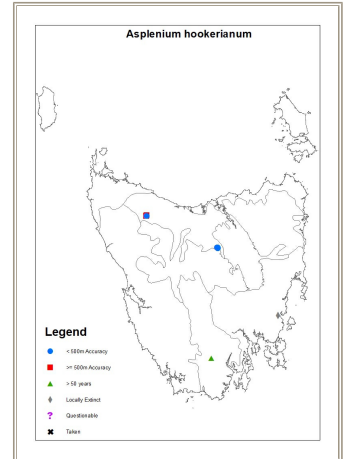 Asplenium hookerianum
Legend
< 500m Accuracy
>= 500m Accuracy
> 50 years
Locally Extinct
? Questionable
Taken